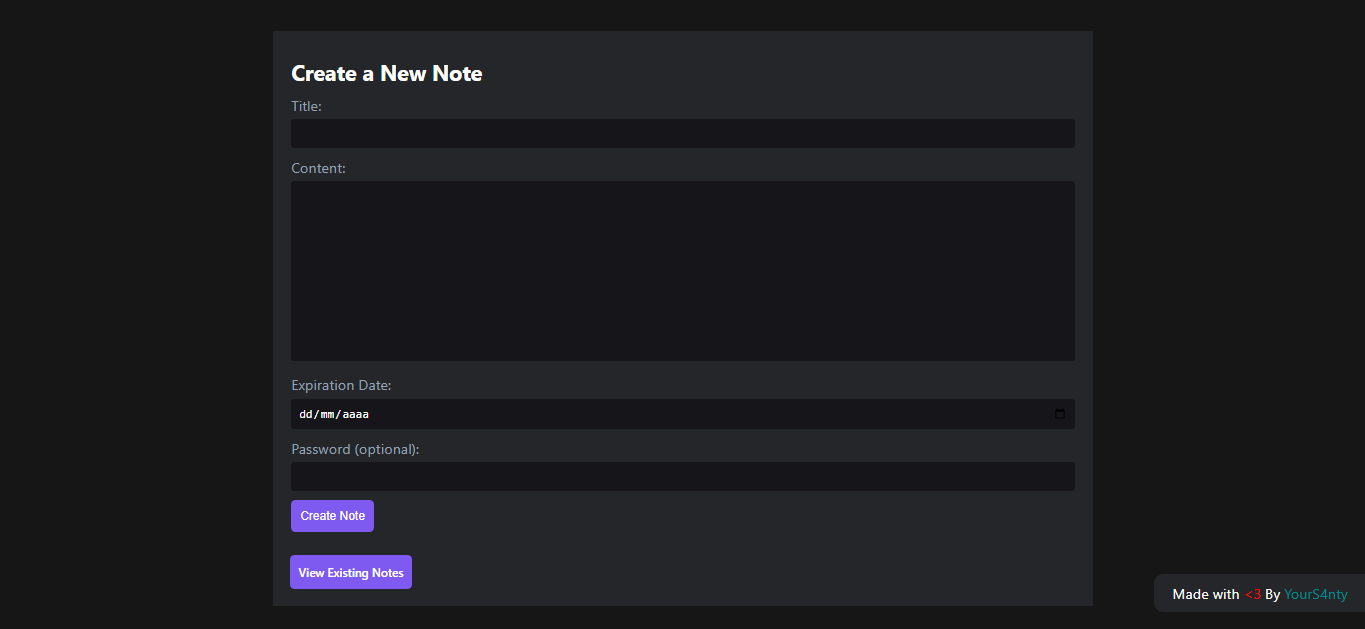 Create a New Note
Title:
Content:
Expiration Date:
dd/mm/aaaa
Password (optional):
Create Note
View Existing Notes
Made with <3 By YourS4nty